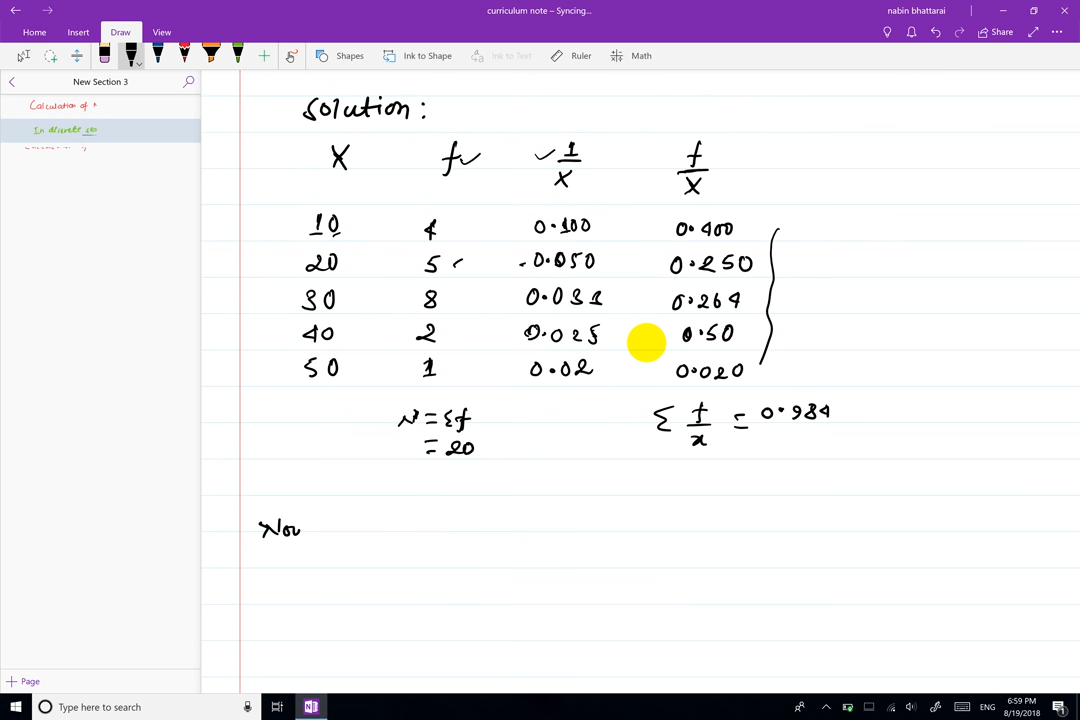 curriculum note – Syncing...
nabin bhattarai
Home Insert Draw View
Share
Shapes Ink to Shape Ink to Text Ruler Math
New Section 3
Calculation of
In discrete
Solution :
X f 1/X f/X
10 4 0.100 0.400
20 5 0.050 0.250
30 8 0.033 0.264
40 2 0.025 0.50
50 1 0.02 0.020
N = Σf Σ f/x = 0.984
= 20
Nov
+ Page
Type here to search
ENG
6:59 PM
8/19/2018